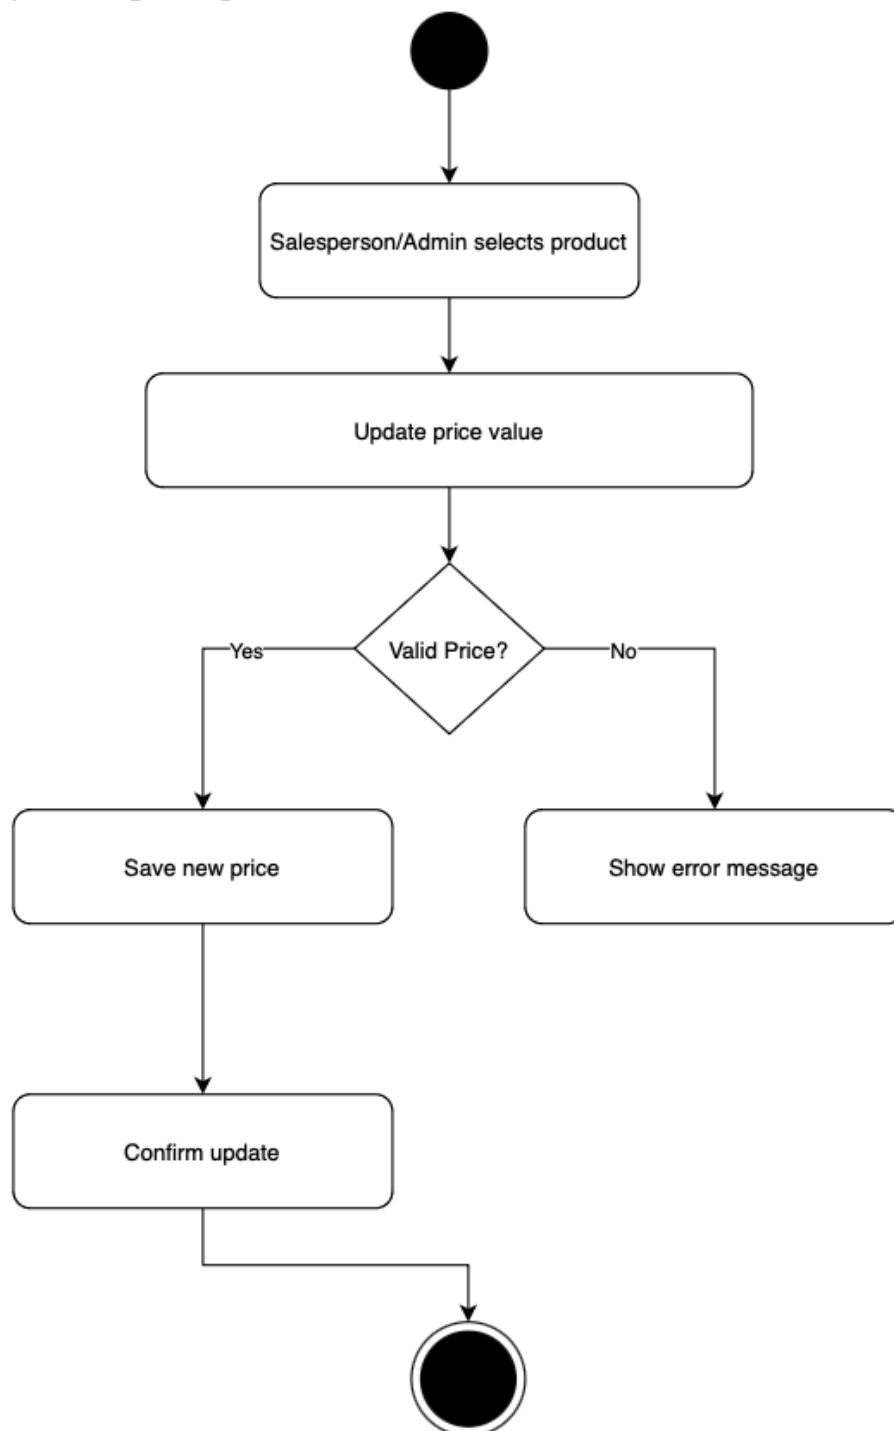 Salesperson/Admin selects product
Update price value
Valid Price?
Yes
No
Save new price
Show error message
Confirm update